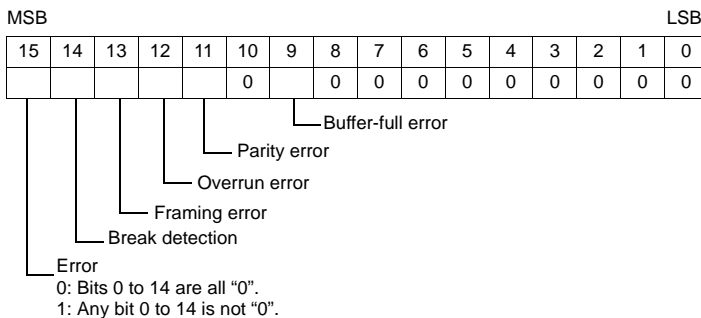 MSB LSB
15 14 13 12 11 10 9 8 7 6 5 4 3 2 1 0
0 0 0 0 0 0 0 0 0 0
Buffer-full error
Parity error
Overrun error
Framing error
Break detection
Error
0: Bits 0 to 14 are all “0”.
1: Any bit 0 to 14 is not “0”.